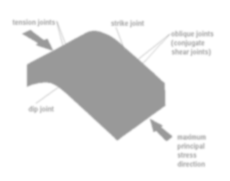 tension joints
strike joint
oblique joints
(conjugate
shear joints)
dip joint
maximum
principal
stress
direction